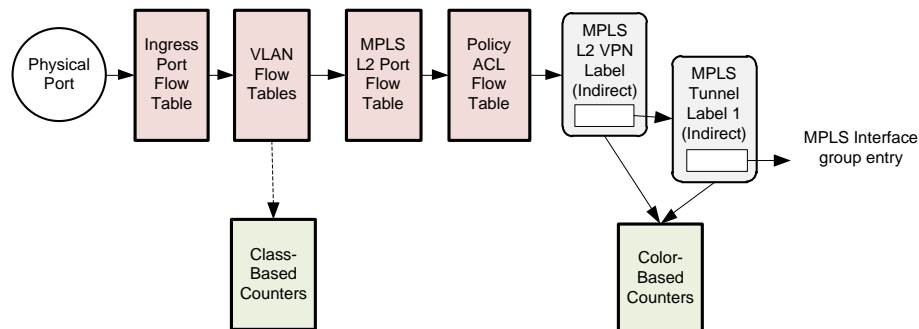 Physical
Port
Ingress
Port
Flow
Table
VLAN
Flow
Tables
MPLS
L2 Port
Flow
Table
Policy
ACL
Flow
Table
MPLS
L2 VPN
Label
(Indirect)
MPLS
Tunnel
Label 1
(Indirect)
MPLS Interface
group entry
Class-
Based
Counters
Color-
Based
Counters